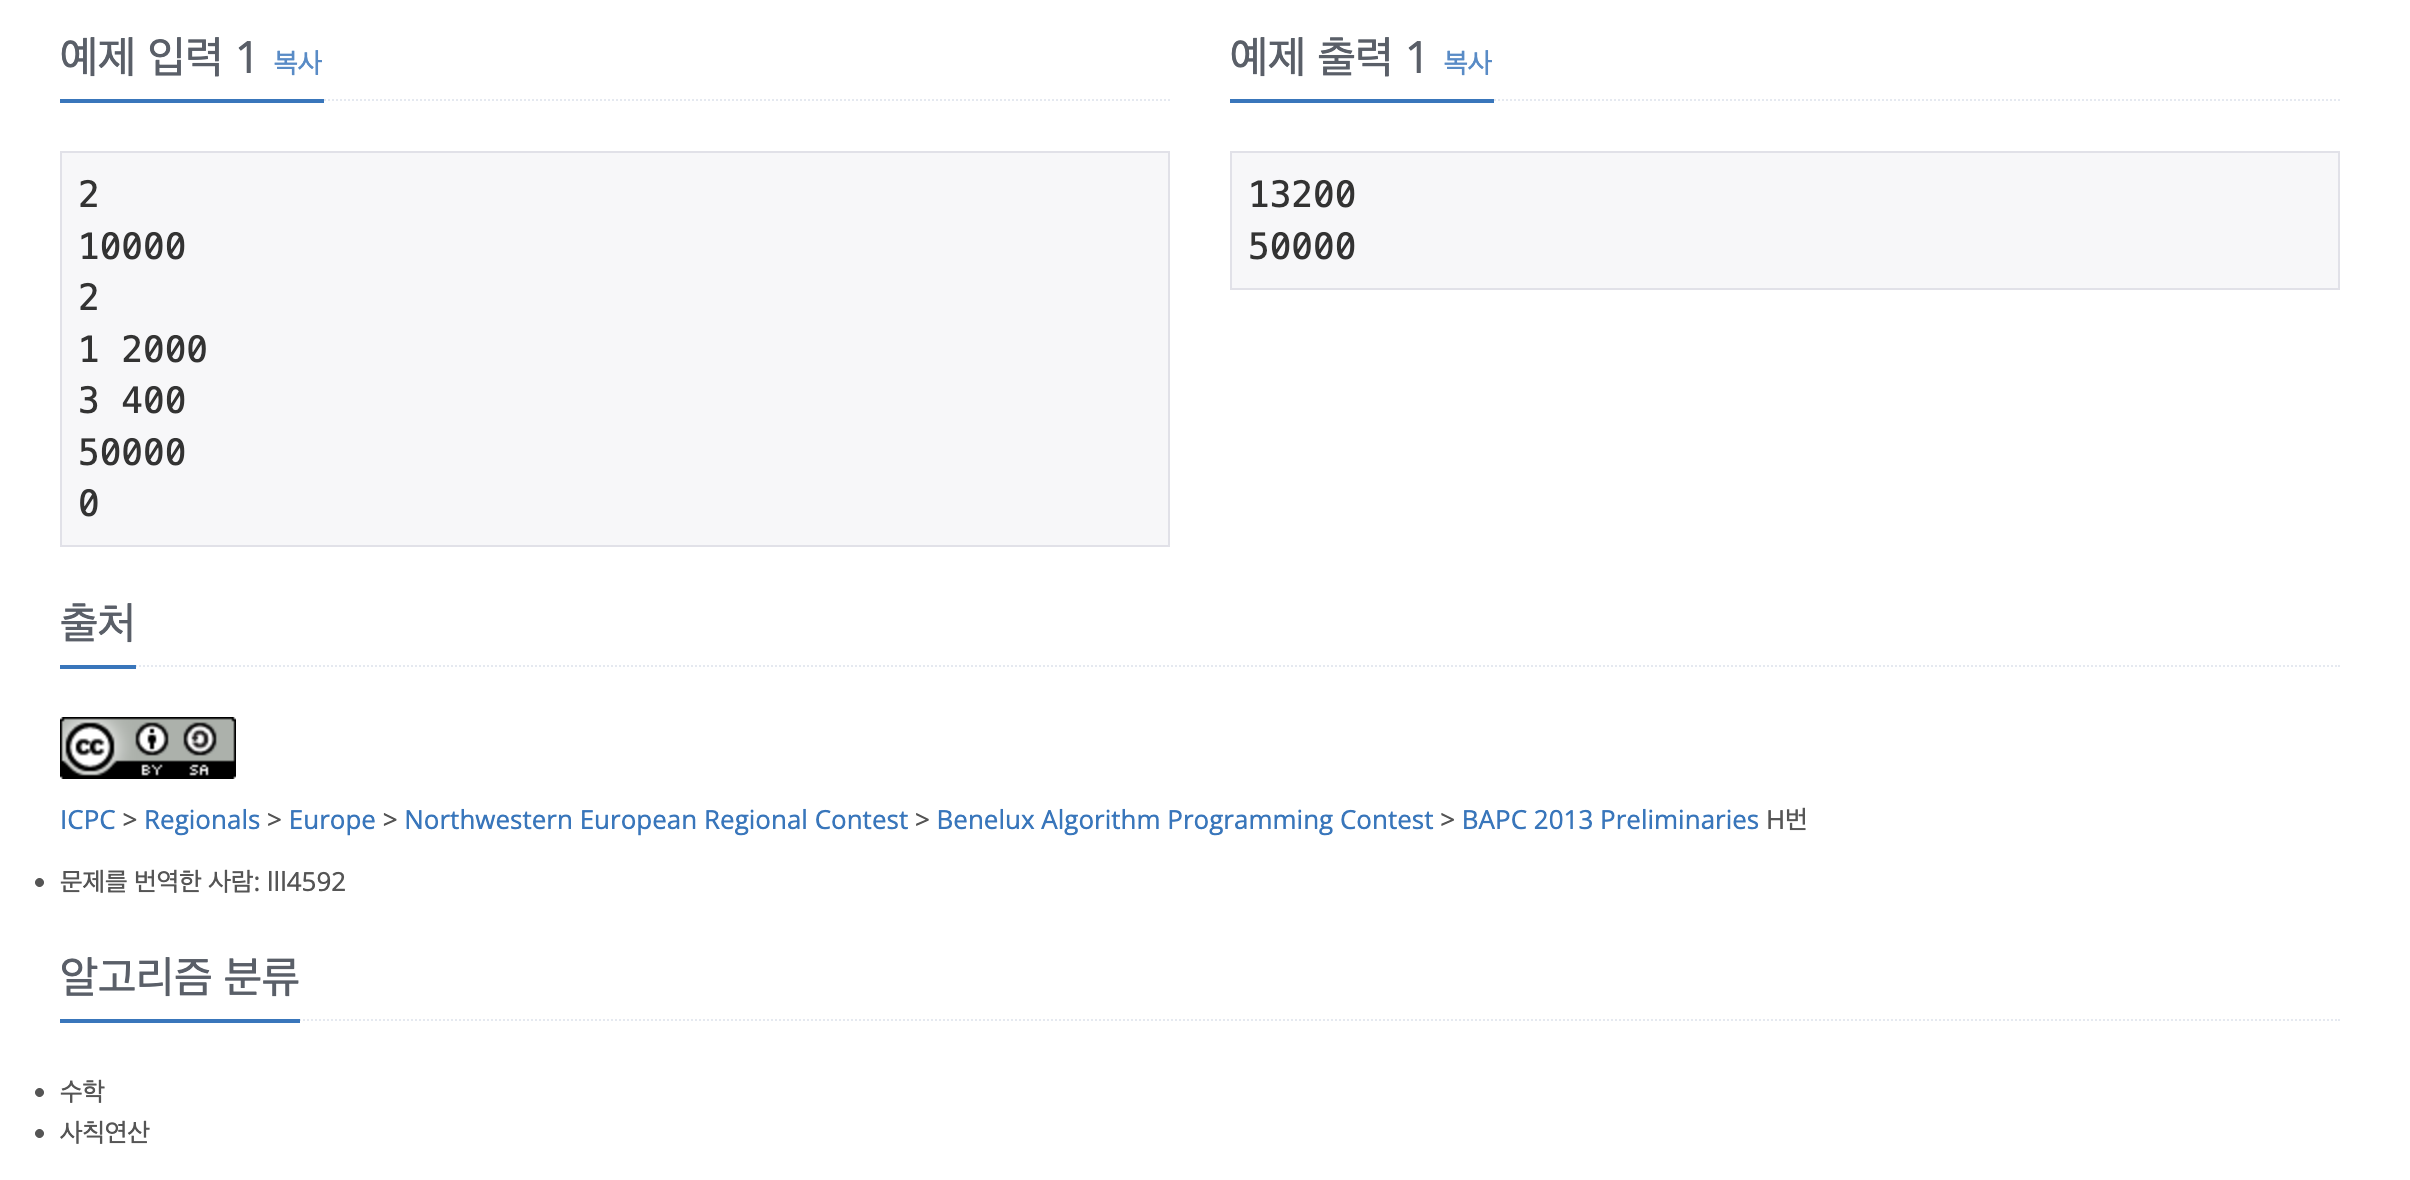 예제 입력 1 복사
2
10000
2
1 2000
3 400
50000
0
예제 출력 1 복사
13200
50000
출처
cc BY SA
ICPC > Regionals > Europe > Northwestern European Regional Contest > Benelux Algorithm Programming Contest > BAPC 2013 Preliminaries H번
문제를 번역한 사람: lll4592
알고리즘 분류
수학
사칙연산